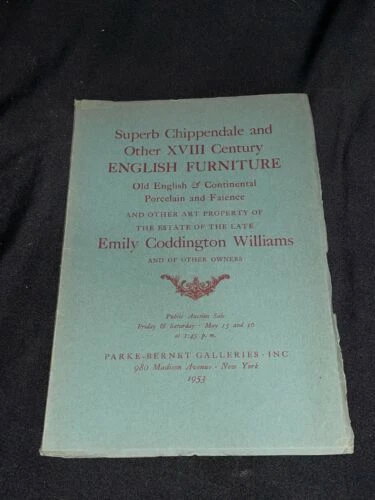 Superb Chippendale and
Other XVIII Century
ENGLISH FURNITURE
Old English & Continental
Porcelain and Faience
AND OTHER ART PROPERTY OF
THE ESTATE OF THE LATE
Emily Coddington Williams
AND OF OTHER OWNERS
Public Auction Sale
Friday & Saturday · May 15 and 16
at 1:45 p. m.
PARKE-BERNET GALLERIES · INC
980 Madison Avenue · New York
1953